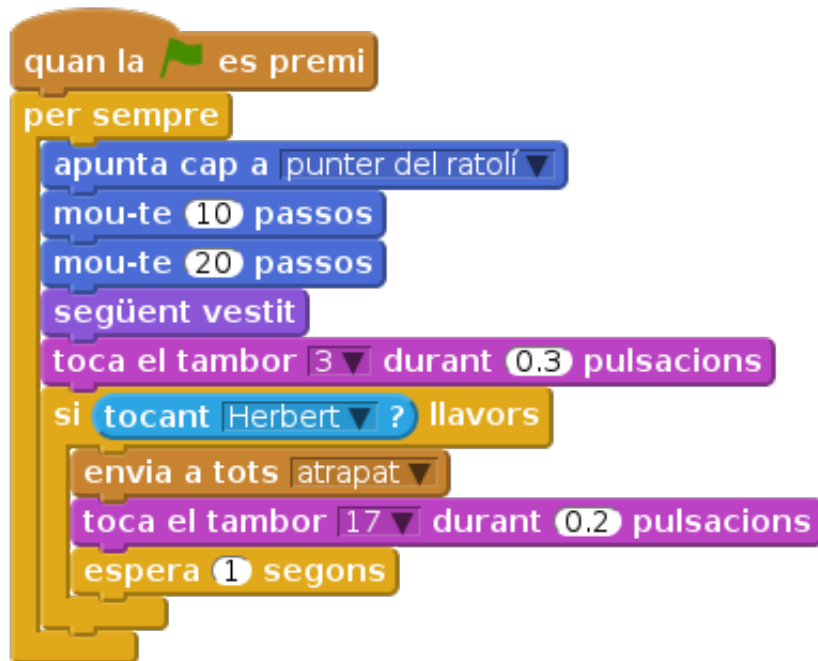 quan la es premi
per sempre
apunta cap a punter del ratolí
mou-te 10 passos
mou-te 20 passos
següent vestit
toca el tambor 3 durant 0.3 pulsacions
si tocant Herbert ? llavors
envia a tots atrapat
toca el tambor 17 durant 0.2 pulsacions
espera 1 segons